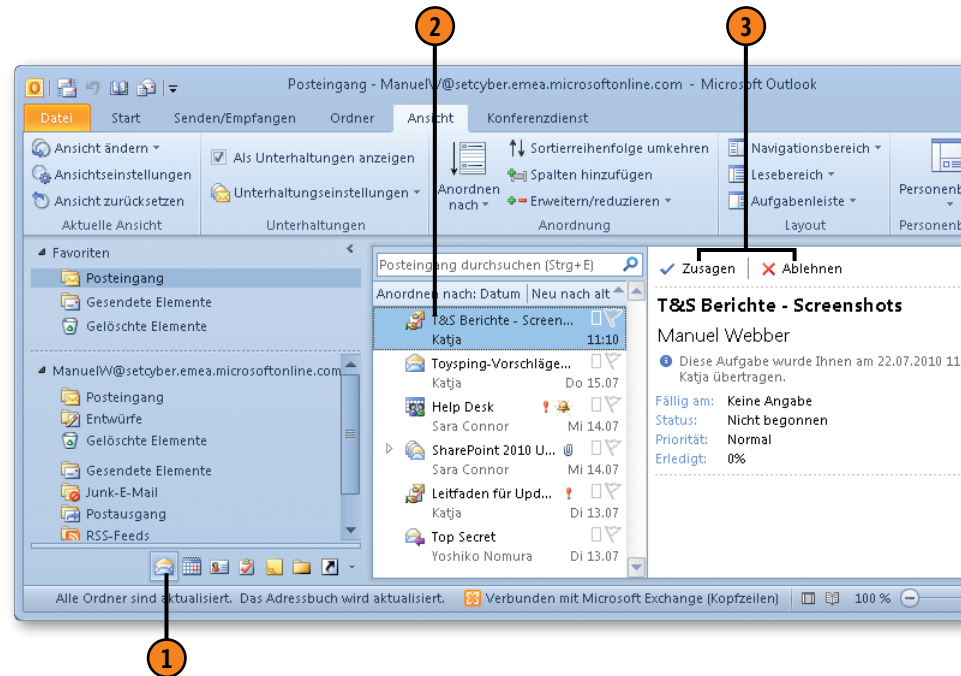 2
3
Posteingang - ManuelW@setcyber.emea.microsoftonline.com - Microsoft Outlook
Datei Start Senden/Empfangen Ordner Ansicht Konferenzdienst
Ansicht ändern
Ansichtseinstellungen
Ansicht zurücksetzen
Aktuelle Ansicht
Als Unterhaltungen anzeigen
Unterhaltungseinstellungen
Unterhaltungen
Anordnen
nach
Sortierreihenfolge umkehren
Spalten hinzufügen
Erweitern/reduzieren
Anordnung
Navigationsbereich
Lesebereich
Aufgabenleiste
Layout
Personenb
Personenb
Favoriten
Posteingang
Gesendete Elemente
Gelöschte Elemente
ManuelW@setcyber.emea.microsoftonline.com
Posteingang
Entwürfe
Gelöschte Elemente
Gesendete Elemente
Junk-E-Mail
Postausgang
RSS-Feeds
Posteingang durchsuchen (Strg+E)
Anordnen nach: Datum Neu nach alt
T&S Berichte - Screen...
Katja 11:10
Toysping-Vorschläge...
Katja Do 15.07
Help Desk
Sara Connor Mi 14.07
SharePoint 2010 U...
Sara Connor Mi 14.07
Leitfaden für Upd...
Katja Di 13.07
Top Secret
Yoshiko Nomura Di 13.07
Zusagen Ablehnen
T&S Berichte - Screenshots
Manuel Webber
Diese Aufgabe wurde Ihnen am 22.07.2010 11
Katja übertragen.
Fällig am: Keine Angabe
Status: Nicht begonnen
Priorität: Normal
Erledigt: 0%
Alle Ordner sind aktualisiert. Das Adressbuch wird aktualisiert. Verbunden mit Microsoft Exchange (Kopfzeilen) 100 %
1